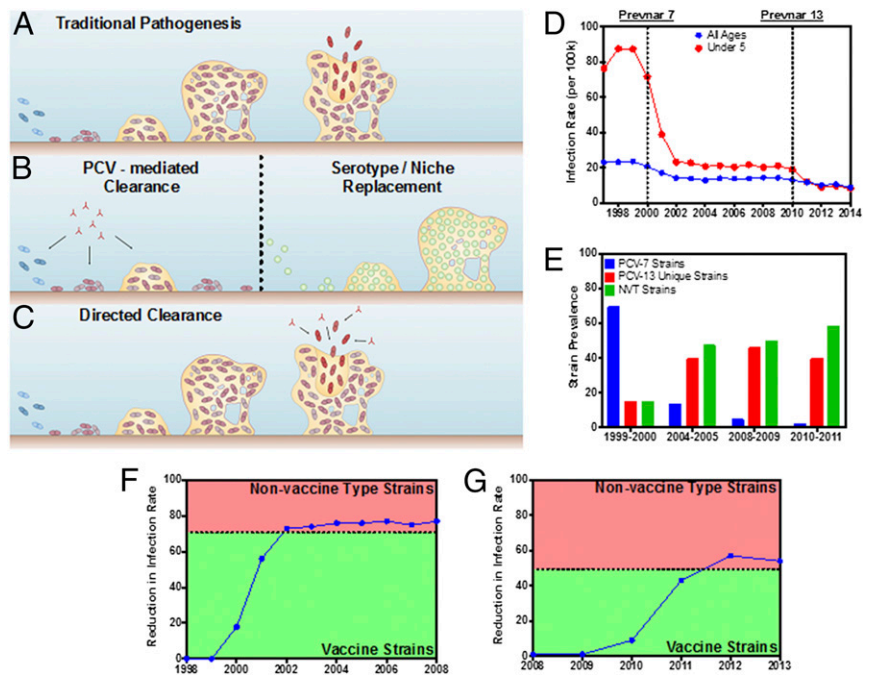 A
Traditional Pathogenesis
B
PCV - mediated
Clearance
Serotype / Niche
Replacement
C
Directed Clearance
D
Prevnar 7
Prevnar 13
All Ages
Under 5
Infection Rate (per 100k)
100
80
60
40
20
0
1998 2000 2002 2004 2006 2008 2010 2012 2014
E
PCV-7 Strains
PCV-13 Unique Strains
NVT Strains
Strain Prevalence
100
80
60
40
20
0
1999-2000 2004-2005 2008-2009 2010-2011
F
Non-vaccine Type Strains
Vaccine Strains
Reduction in Infection Rate
100
80
60
40
20
0
1998 2000 2002 2004 2006 2008
G
Non-vaccine Type Strains
Vaccine Strains
Reduction in Infection Rate
100
80
60
40
20
0
2008 2009 2010 2011 2012 2013